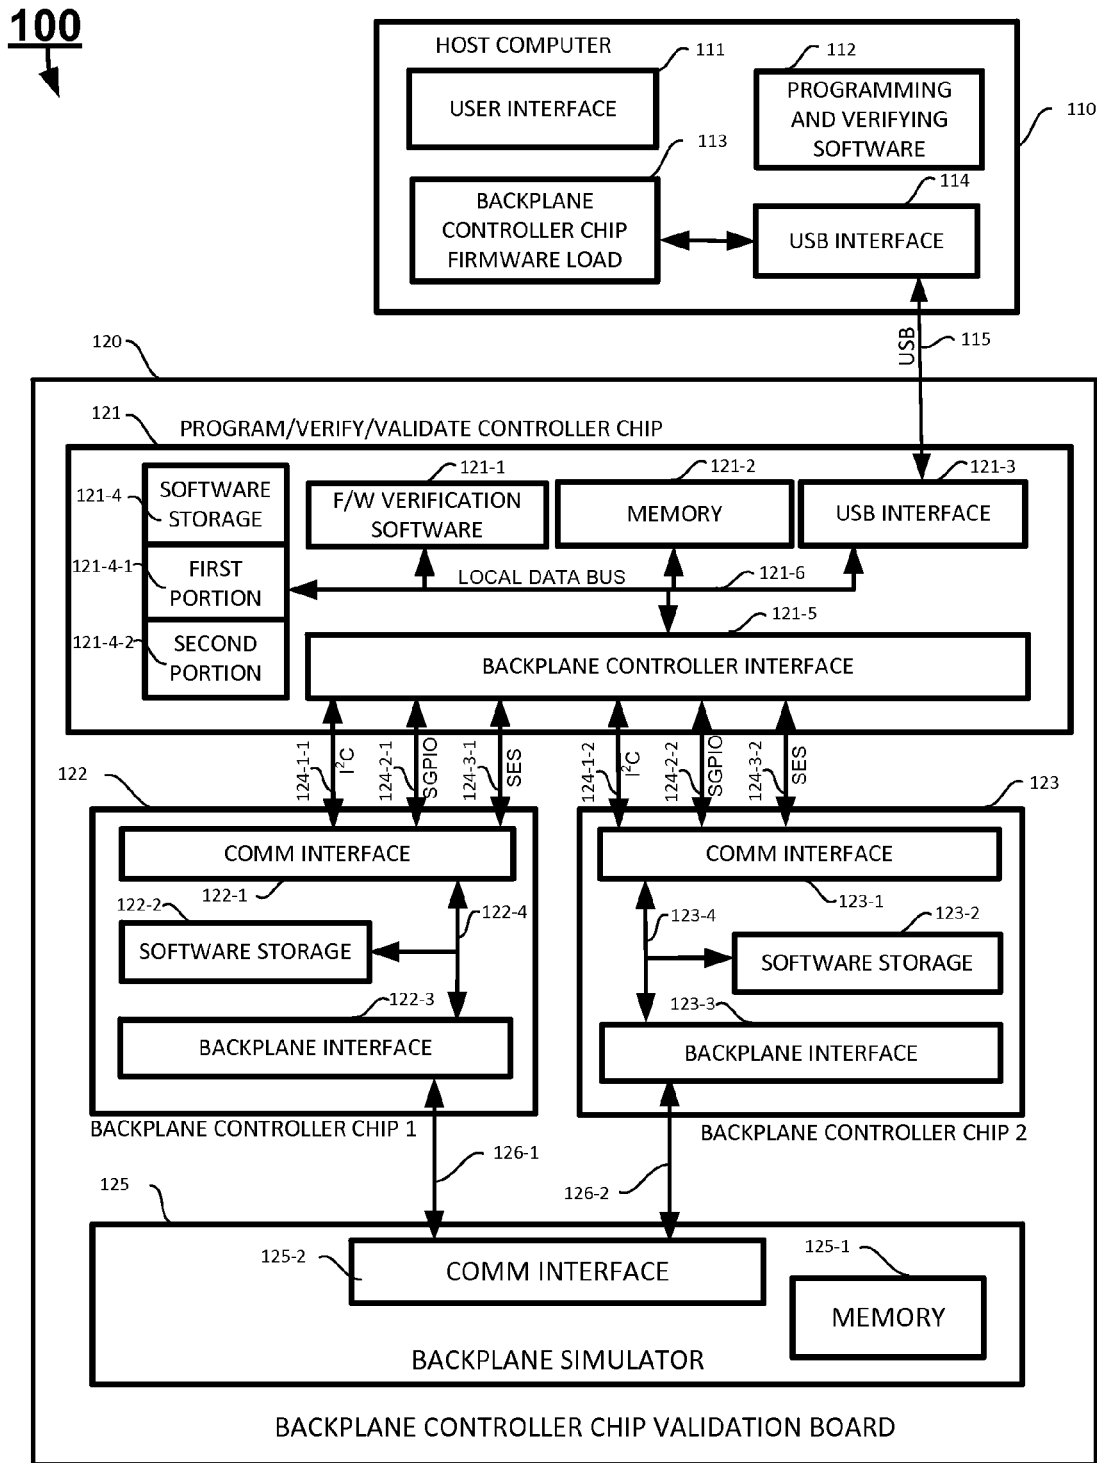 100
HOST COMPUTER
111
112
USER INTERFACE
PROGRAMMING
AND VERIFYING
SOFTWARE
110
113
114
BACKPLANE
CONTROLLER CHIP
FIRMWARE LOAD
USB INTERFACE
USB
115
120
121
PROGRAM/VERIFY/VALIDATE CONTROLLER CHIP
121-4
SOFTWARE
STORAGE
121-1
F/W VERIFICATION
SOFTWARE
121-2
MEMORY
121-3
USB INTERFACE
121-4-1
FIRST
PORTION
LOCAL DATA BUS
121-6
121-4-2
SECOND
PORTION
121-5
BACKPLANE CONTROLLER INTERFACE
124-1-1
I²C
124-2-1
SGPIO
124-3-1
SES
124-1-2
I²C
124-2-2
SGPIO
124-3-2
SES
122
123
COMM INTERFACE
122-1
COMM INTERFACE
123-1
122-2
SOFTWARE STORAGE
122-4
123-4
123-2
SOFTWARE STORAGE
122-3
BACKPLANE INTERFACE
123-3
BACKPLANE INTERFACE
BACKPLANE CONTROLLER CHIP 1
BACKPLANE CONTROLLER CHIP 2
126-1
126-2
125
125-2
COMM INTERFACE
125-1
MEMORY
BACKPLANE SIMULATOR
BACKPLANE CONTROLLER CHIP VALIDATION BOARD